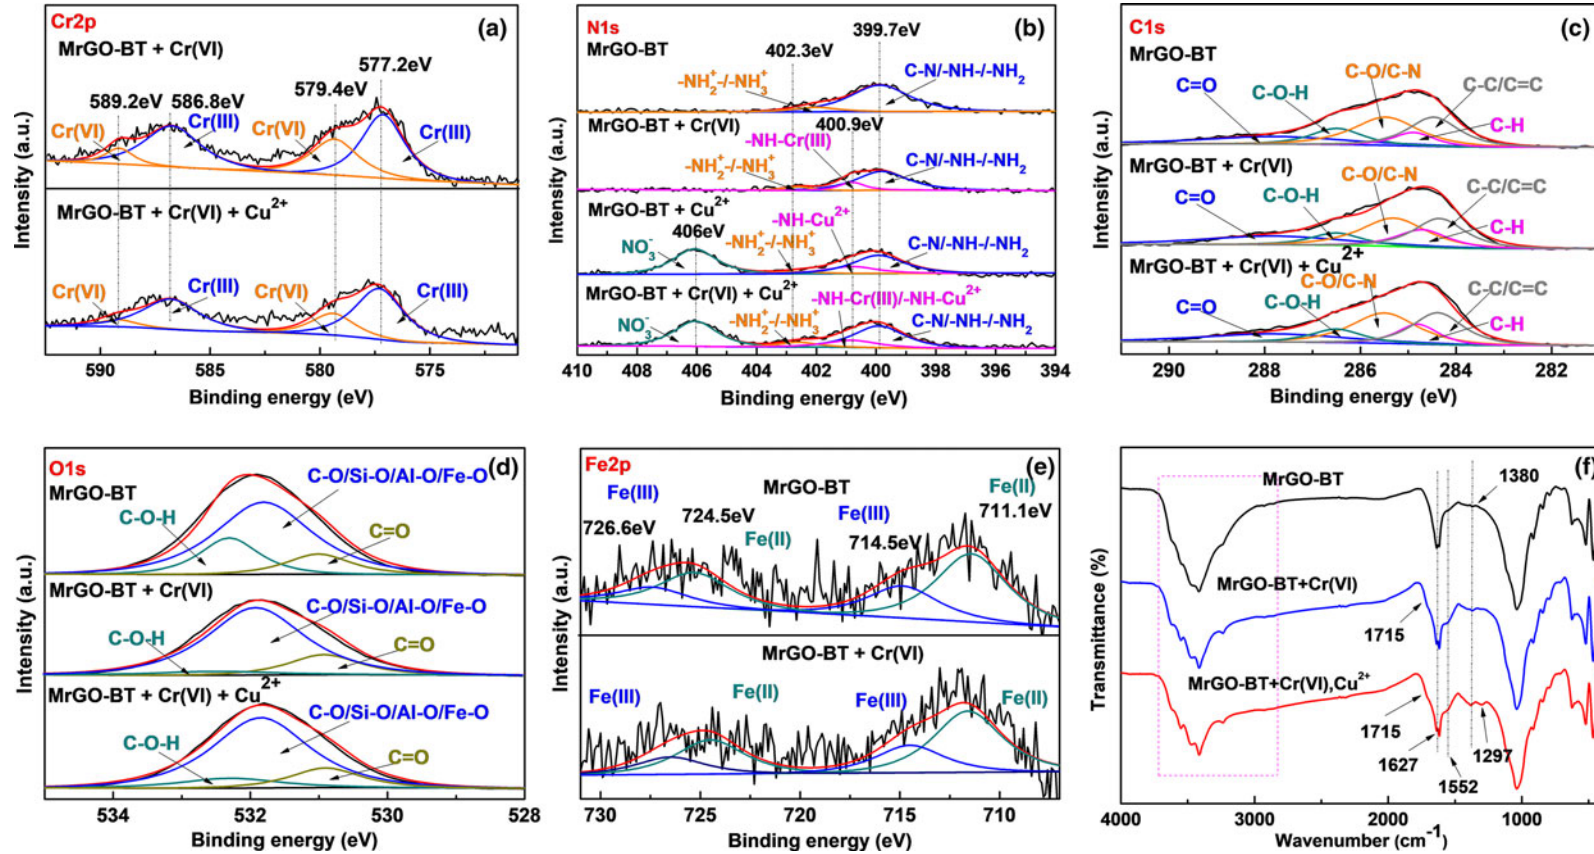 Cr2p
(a)
MrGO-BT + Cr(VI)
577.2eV
579.4eV
589.2eV
586.8eV
Cr(VI)
Cr(III)
Cr(VI)
Cr(III)
MrGO-BT + Cr(VI) + Cu2+
Cr(VI)
Cr(III)
Cr(VI)
Cr(III)
Intensity (a.u.)
590
585
580
575
Binding energy (eV)
N1s
(b)
MrGO-BT
402.3eV
399.7eV
-NH2+/-NH3+
C-N/-NH-/-NH2
MrGO-BT + Cr(VI)
400.9eV
-NH-Cr(III)
-NH2+/-NH3+
C-N/-NH-/-NH2
MrGO-BT + Cu2+
406eV
-NH-Cu2+
NO3-
-NH2+/-NH3+
C-N/-NH-/-NH2
MrGO-BT + Cr(VI) + Cu2+
-NH-Cr(III)/-NH-Cu2+
NO3-
-NH2+/-NH3+
C-N/-NH-/-NH2
Intensity (a.u.)
410 408 406 404 402 400 398 396 394
Binding energy (eV)
C1s
(c)
MrGO-BT
C=O
C-O-H
C-O/C-N
C-C/C=C
C-H
MrGO-BT + Cr(VI)
C=O
C-O-H
C-O/C-N
C-C/C=C
C-H
MrGO-BT + Cr(VI) + Cu2+
C=O
C-O-H
C-O/C-N
C-C/C=C
C-H
Intensity (a.u.)
290 288 286 284 282
Binding energy (eV)
O1s
(d)
MrGO-BT
C-O/Si-O/Al-O/Fe-O
C-O-H
C=O
MrGO-BT + Cr(VI)
C-O/Si-O/Al-O/Fe-O
C-O-H
C=O
MrGO-BT + Cr(VI) + Cu2+
C-O/Si-O/Al-O/Fe-O
C-O-H
C=O
Intensity (a.u.)
534 532 530 528
Binding energy (eV)
Fe2p
(e)
MrGO-BT
Fe(III)
726.6eV
724.5eV
Fe(II)
Fe(III)
714.5eV
Fe(II)
711.1eV
MrGO-BT + Cr(VI)
Fe(III)
Fe(II)
Fe(III)
Fe(II)
Intensity (a.u.)
730 725 720 715 710
Binding energy (eV)
(f)
MrGO-BT
1380
MrGO-BT+Cr(VI)
1715
MrGO-BT+Cr(VI),Cu2+
1715
1627
1552
1297
Transmittance (%)
4000 3000 2000 1000
Wavenumber (cm-1)